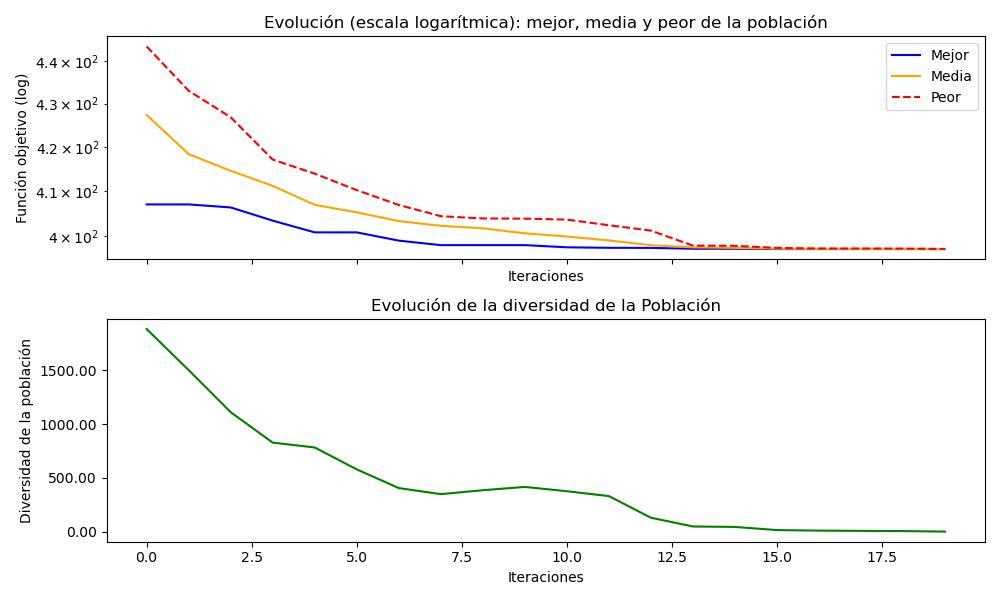 Evolución (escala logarítmica): mejor, media y peor de la población
Función objetivo (log)
4.4 × 10²
4.3 × 10²
4.2 × 10²
4.1 × 10²
4 × 10²
Mejor
Media
Peor
Iteraciones
Evolución de la diversidad de la Población
Diversidad de la población
1500.00
1000.00
500.00
0.00
0.0 2.5 5.0 7.5 10.0 12.5 15.0 17.5
Iteraciones